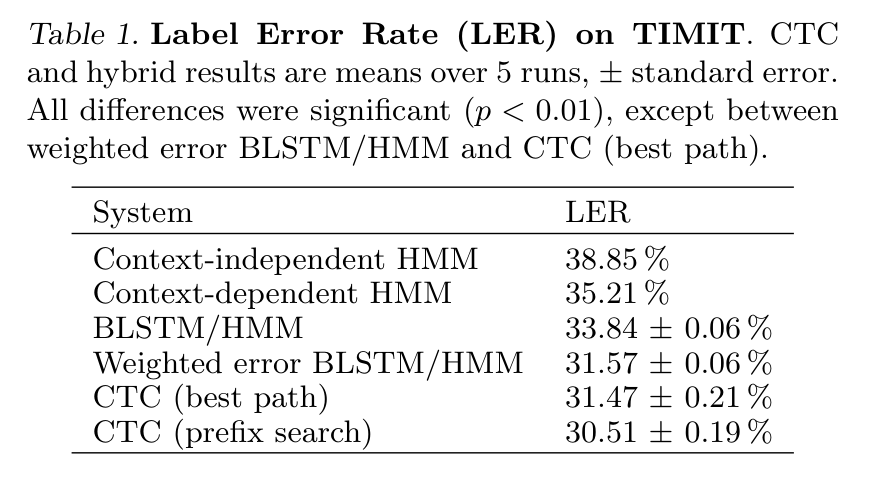 Table 1. Label Error Rate (LER) on TIMIT. CTC
and hybrid results are means over 5 runs, ± standard error.
All differences were significant (p < 0.01), except between
weighted error BLSTM/HMM and CTC (best path).
System LER
Context-independent HMM 38.85 %
Context-dependent HMM 35.21 %
BLSTM/HMM 33.84 ± 0.06 %
Weighted error BLSTM/HMM 31.57 ± 0.06 %
CTC (best path) 31.47 ± 0.21 %
CTC (prefix search) 30.51 ± 0.19 %